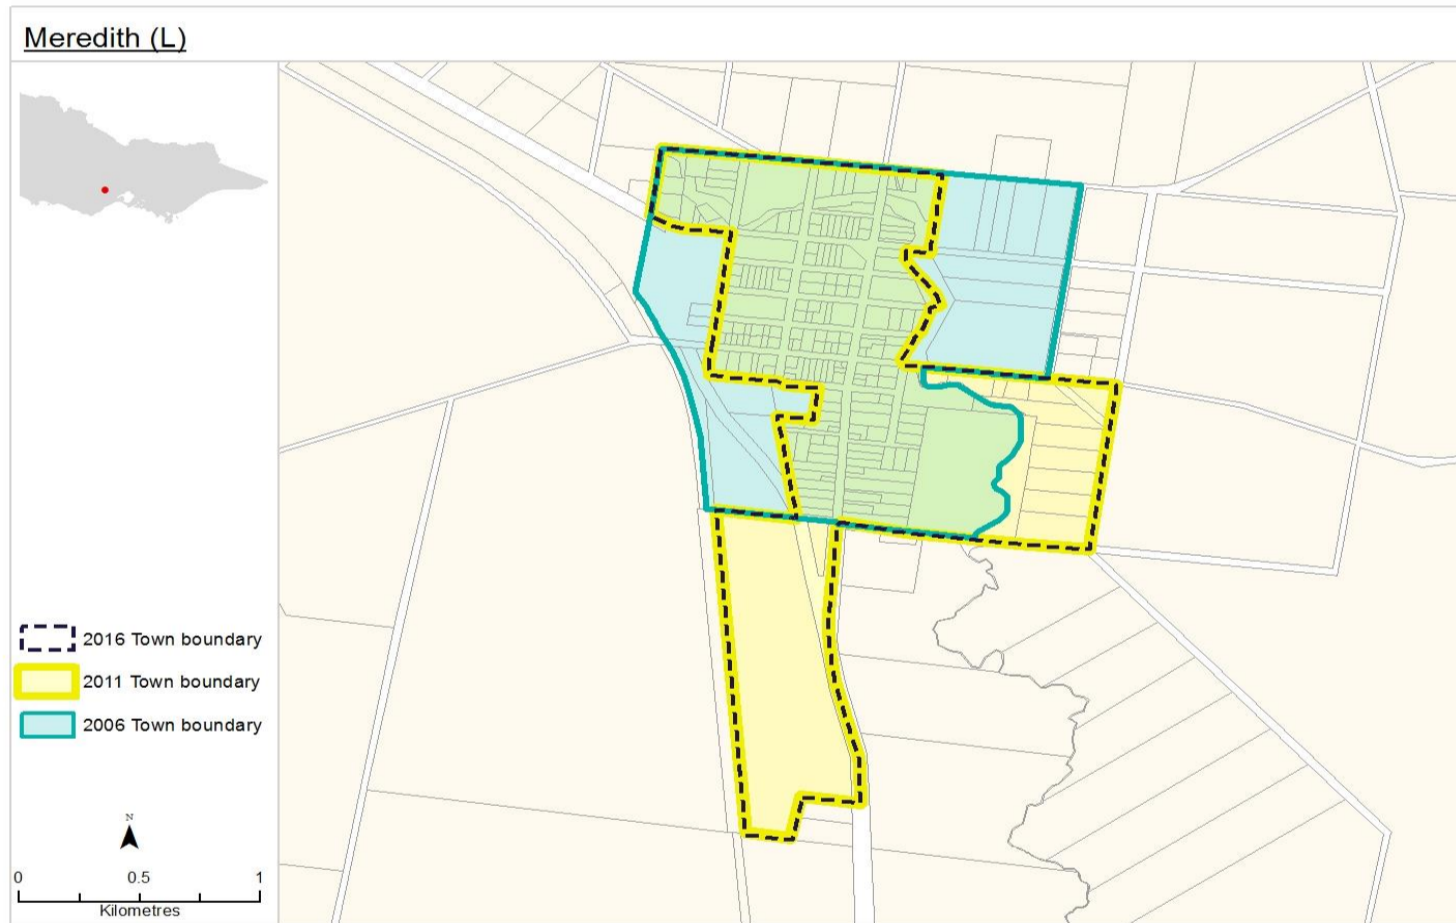 Meredith (L)
2016 Town boundary
2011 Town boundary
2006 Town boundary
N
0 0.5 1
Kilometres